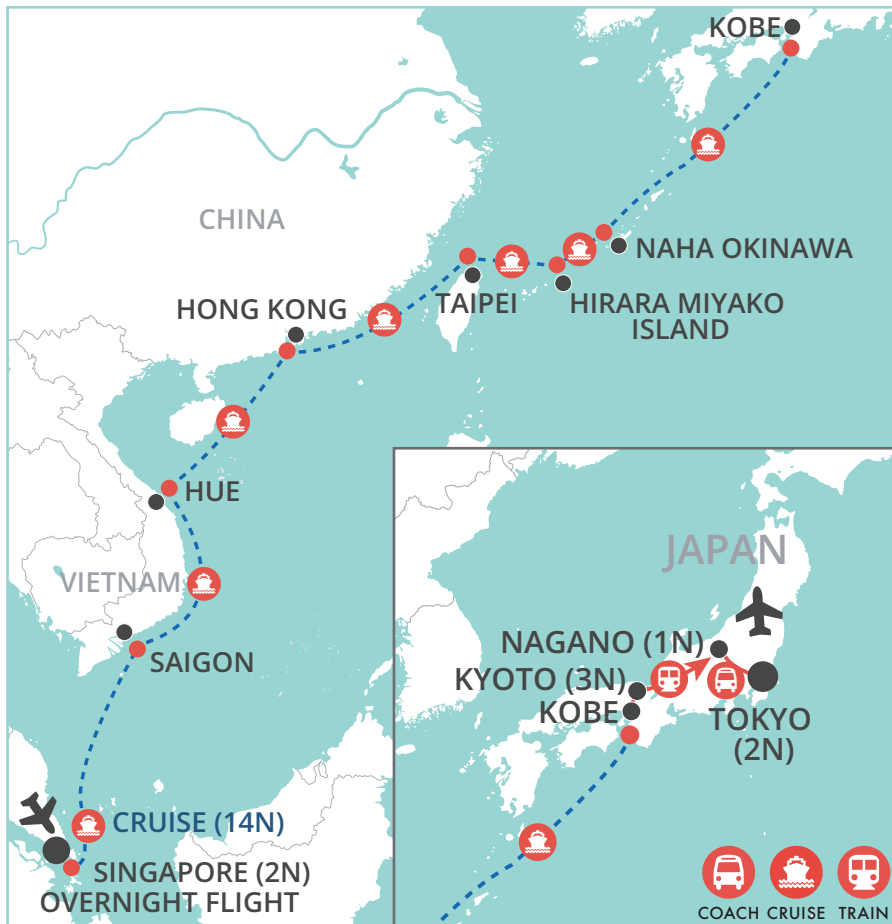 KOBE
CHINA
NAHA OKINAWA
HONG KONG
TAIPEI
HIRARA MIYAKO
ISLAND
HUE
VIETNAM
SAIGON
CRUISE (14N)
SINGAPORE (2N)
OVERNIGHT FLIGHT
JAPAN
NAGANO (1N)
KYOTO (3N)
KOBE
TOKYO
(2N)
COACH CRUISE TRAIN